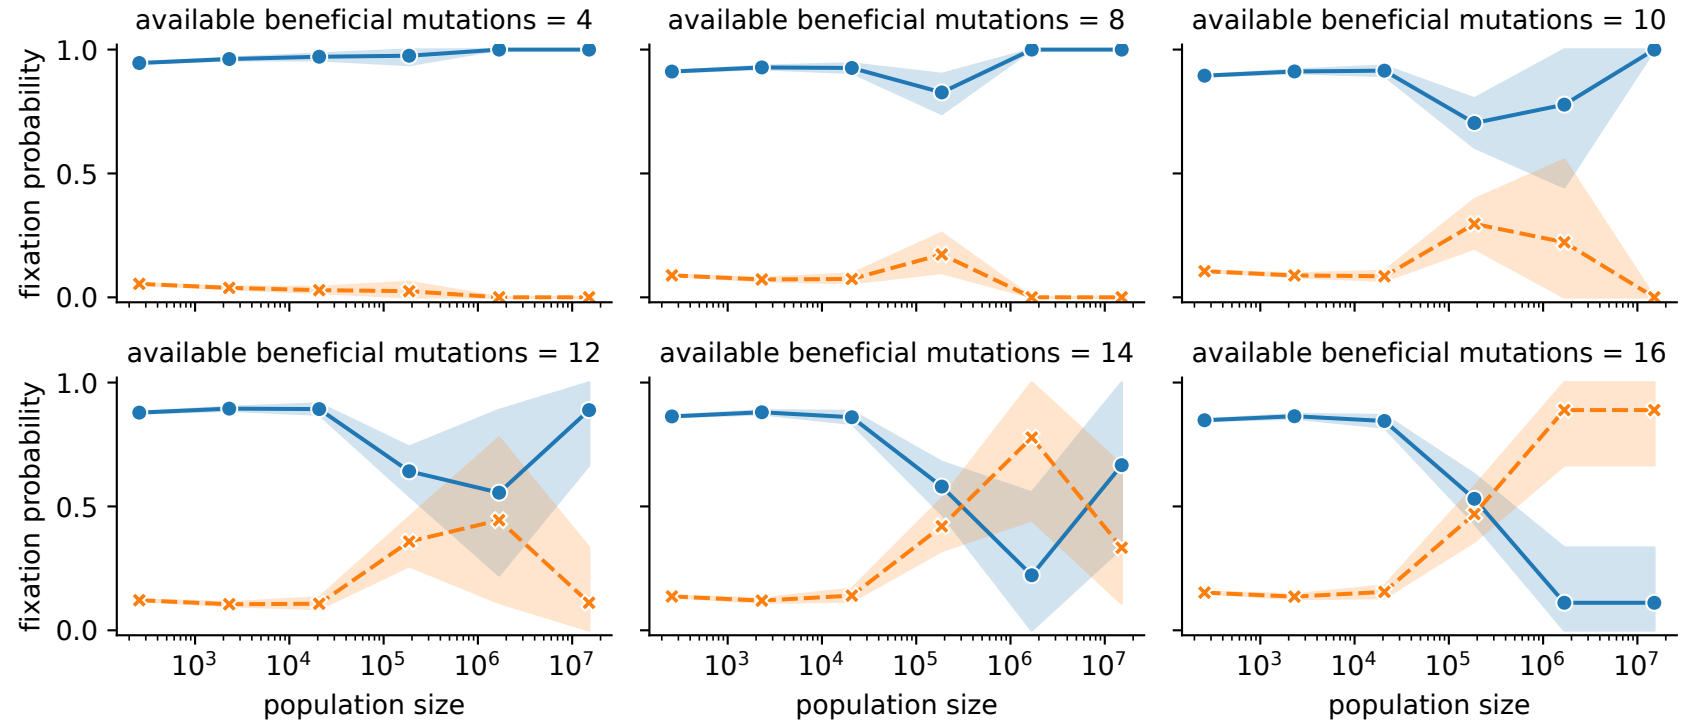 available beneficial mutations = 4
available beneficial mutations = 8
available beneficial mutations = 10
fixation probability
1.0
0.5
0.0
available beneficial mutations = 12
available beneficial mutations = 14
available beneficial mutations = 16
fixation probability
1.0
0.5
0.0
10³ 10⁴ 10⁵ 10⁶ 10⁷
10³ 10⁴ 10⁵ 10⁶ 10⁷
10³ 10⁴ 10⁵ 10⁶ 10⁷
population size
population size
population size